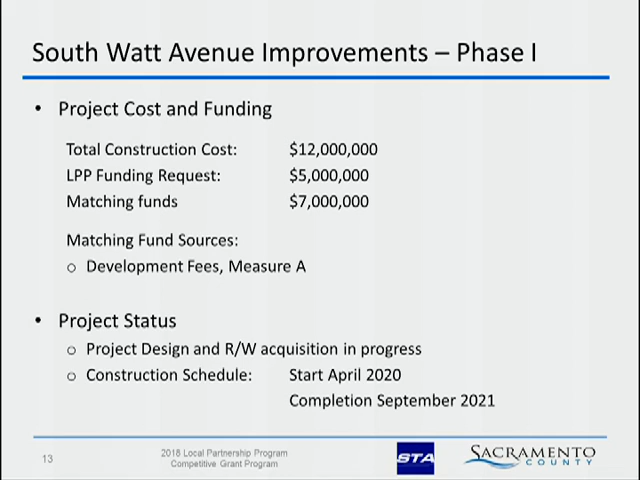 South Watt Avenue Improvements – Phase I
• Project Cost and Funding
Total Construction Cost: $12,000,000
LPP Funding Request: $5,000,000
Matching funds $7,000,000
Matching Fund Sources:
o Development Fees, Measure A
• Project Status
o Project Design and R/W acquisition in progress
o Construction Schedule: Start April 2020
Completion September 2021
13
2018 Local Partnership Program
Competitive Grant Program
STA
SACRAMENTO
COUNTY